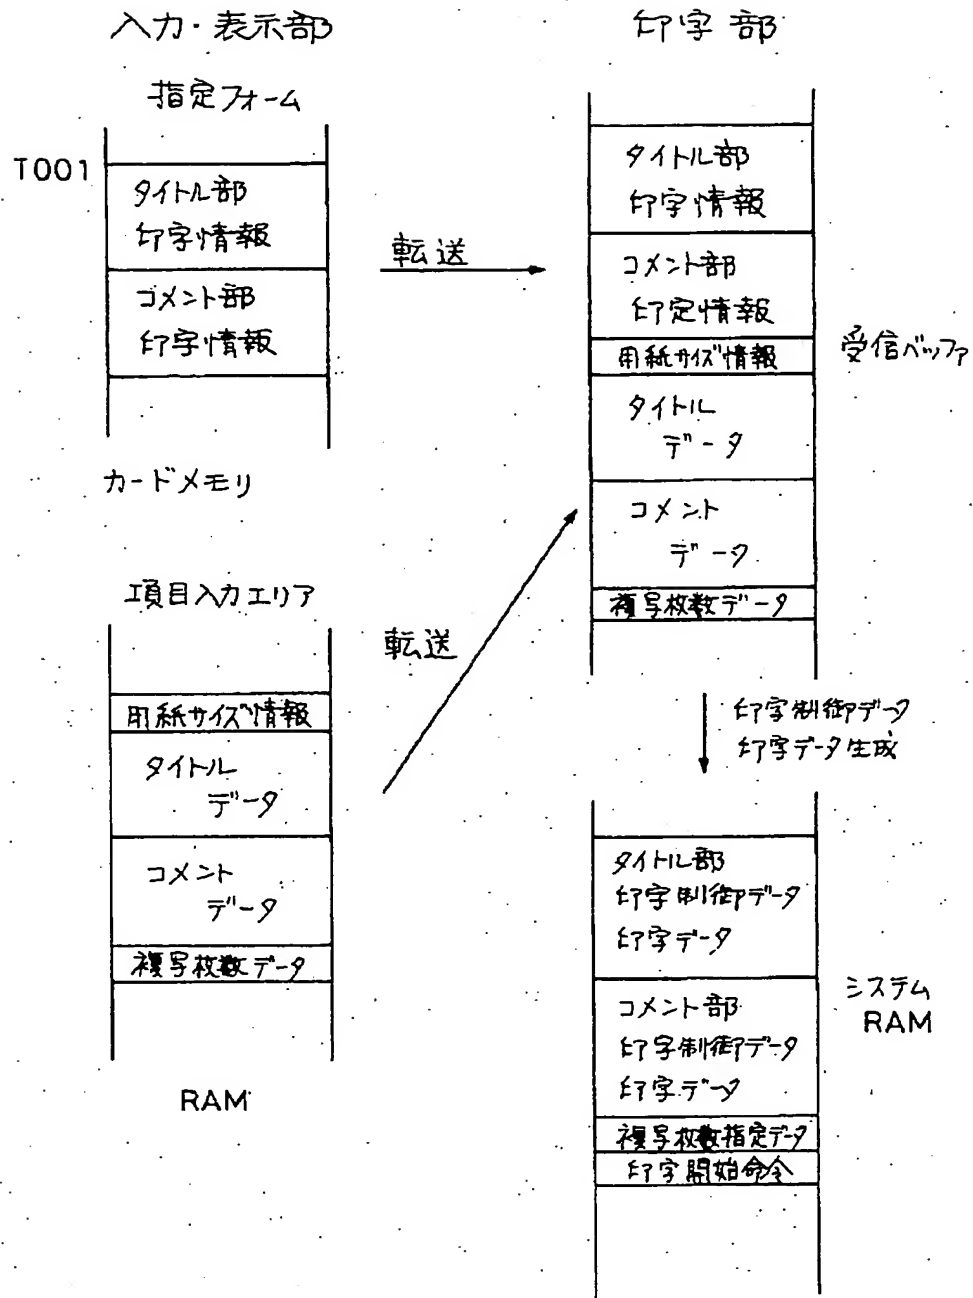 入力・表示部
指定フォーム
T001
タイトル部
印字情報
コメント部
印字情報
カードメモリ
転送
項目入力エリア
用紙サイズ情報
タイトル
データ
コメント
データ
複写枚数データ
RAM
転送
印字部
タイトル部
印字情報
コメント部
印定情報
用紙サイズ情報
タイトル
データ
コメント
データ
複写枚数データ
受信バッファ
印字制御データ
印字データ生成
タイトル部
印字制御データ
印字データ
コメント部
印字制御データ
印字データ
複写枚数指定データ
印字開始命令
システム
RAM